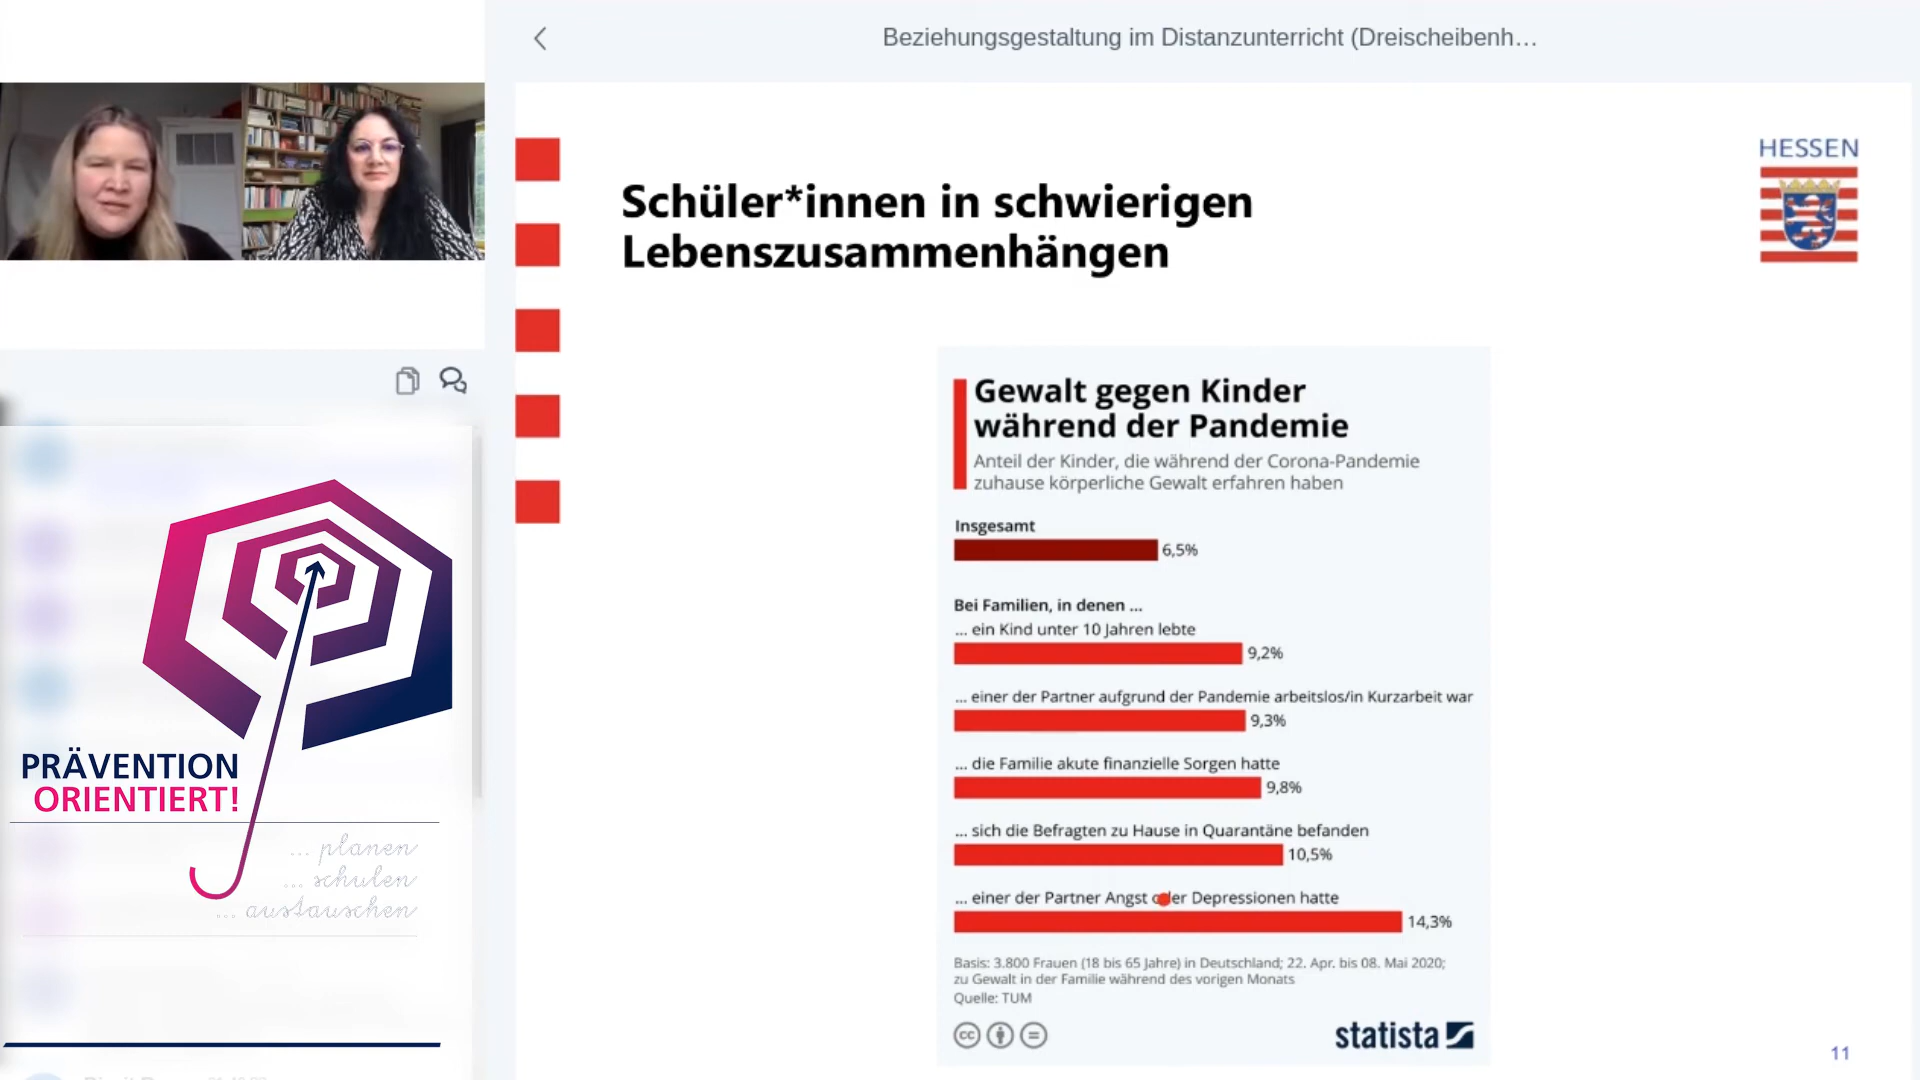 Beziehungsgestaltung im Distanzunterricht (Dreischeibenh…
HESSEN
Schüler*innen in schwierigen
Lebenszusammenhängen
Gewalt gegen Kinder
während der Pandemie
Anteil der Kinder, die während der Corona-Pandemie
zuhause körperliche Gewalt erfahren haben
Insgesamt
6,5%
Bei Familien, in denen ...
... ein Kind unter 10 Jahren lebte
9,2%
... einer der Partner aufgrund der Pandemie arbeitslos/in Kurzarbeit war
9,3%
... die Familie akute finanzielle Sorgen hatte
9,8%
... sich die Befragten zu Hause in Quarantäne befanden
10,5%
... einer der Partner Angst oder Depressionen hatte
14,3%
Basis: 3.800 Frauen (18 bis 65 Jahre) in Deutschland; 22. Apr. bis 08. Mai 2020;
zu Gewalt in der Familie während des vorigen Monats
Quelle: TUM
cc
statista
11
PRÄVENTION
ORIENTIERT!
... planen
... schulen
... austauschen